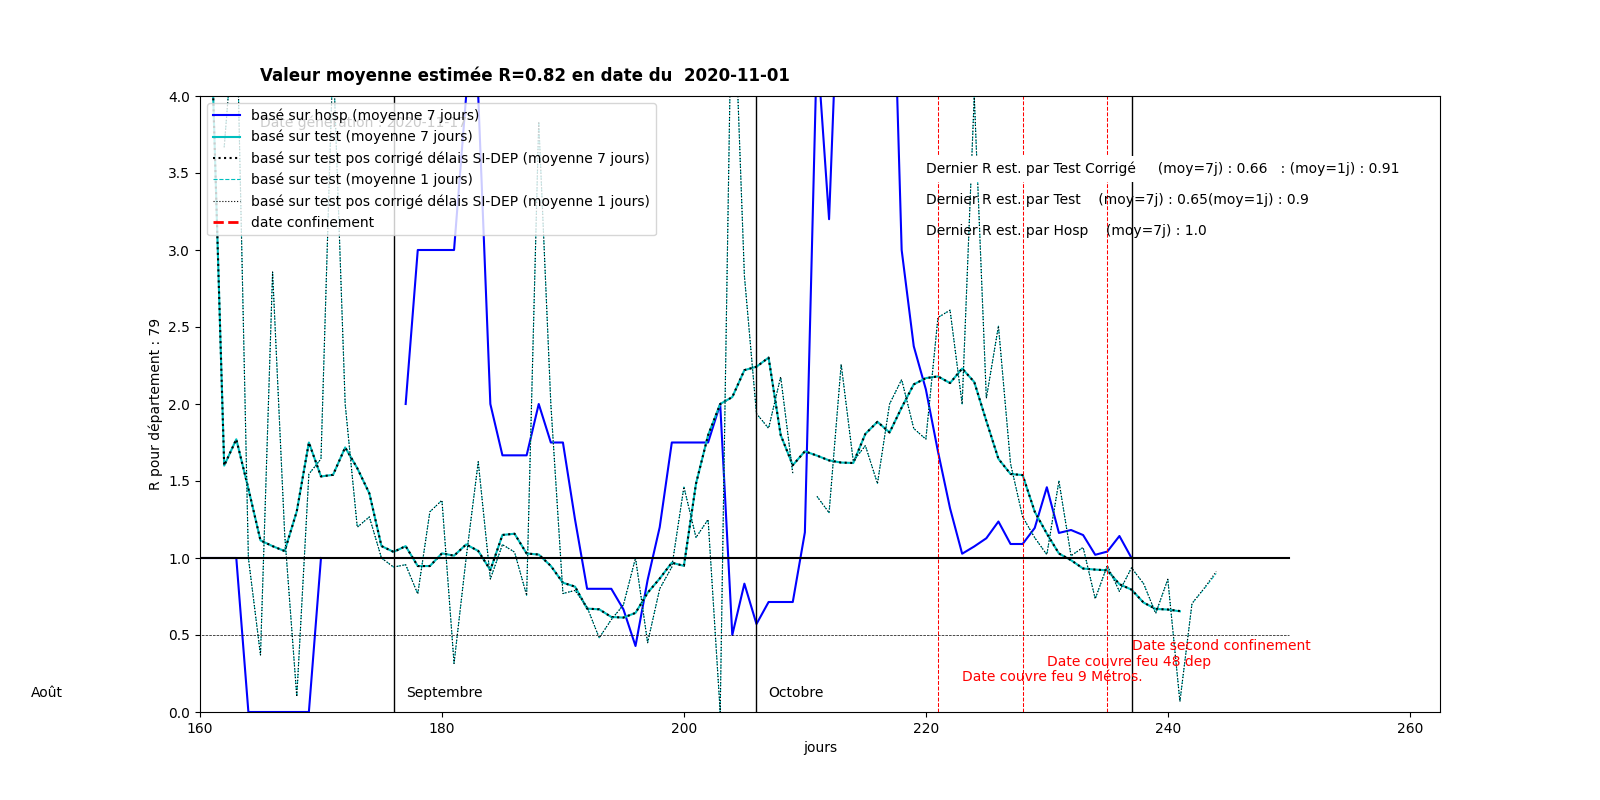 Valeur moyenne estimée R=0.82 en date du  2020-11-01
4.0
3.5
3.0
2.5
2.0
1.5
1.0
0.5
0.0
R pour département : 79
basé sur hosp (moyenne 7 jours)
basé sur test (moyenne 7 jours)
basé sur test pos corrigé délais SI-DEP (moyenne 7 jours)
basé sur test (moyenne 1 jours)
basé sur test pos corrigé délais SI-DEP (moyenne 1 jours)
date confinement
Dernier R est. par Test Corrigé     (moy=7j) : 0.66   : (moy=1j) : 0.91
Dernier R est. par Test    (moy=7j) : 0.65(moy=1j) : 0.9
Dernier R est. par Hosp    (moy=7j) : 1.0
Date second confinement
Date couvre feu 48 dep
Date couvre feu 9 Métros.
Août
Septembre
Octobre
160
180
200
220
240
260
jours